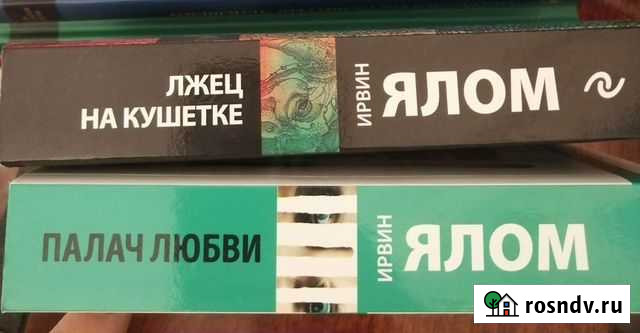 ЛЖЕЦ
НА КУШЕТКЕ
ИРВИН
ЯЛОМ
ПАЛАЧ ЛЮБВИ
ИРВИН
ЯЛОМ
rosndv.ru